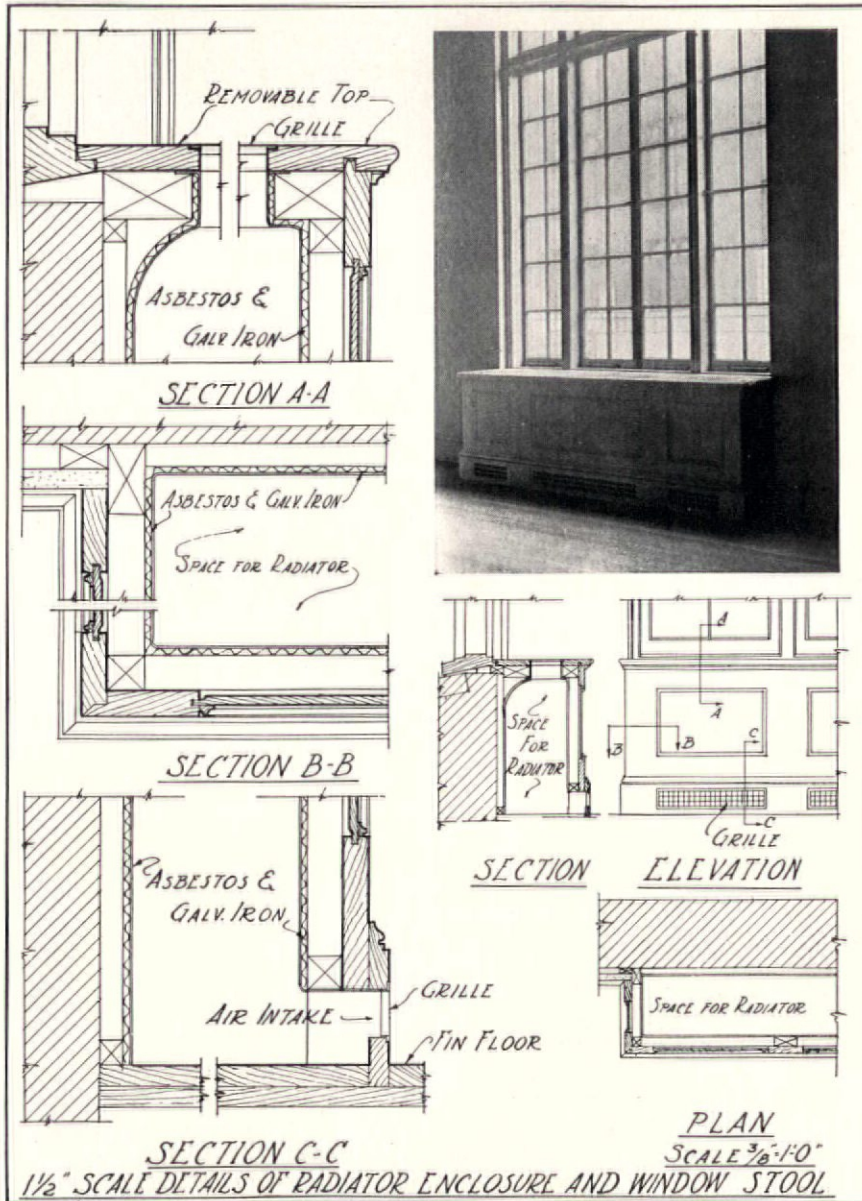 REMOVABLE TOP
GRILLE
ASBESTOS &
GALV. IRON
SECTION A-A
ASBESTOS & GALV. IRON
SPACE FOR RADIATOR
SECTION B-B
ASBESTOS &
GALV. IRON
AIR INTAKE
GRILLE
FIN FLOOR
SECTION C-C
SPACE
FOR
RADIATOR
SECTION
A
A
B
B
C
C
GRILLE
ELEVATION
SPACE FOR RADIATOR
PLAN
SCALE 3/8"-1'-0"
1½" SCALE DETAILS OF RADIATOR ENCLOSURE AND WINDOW STOOL